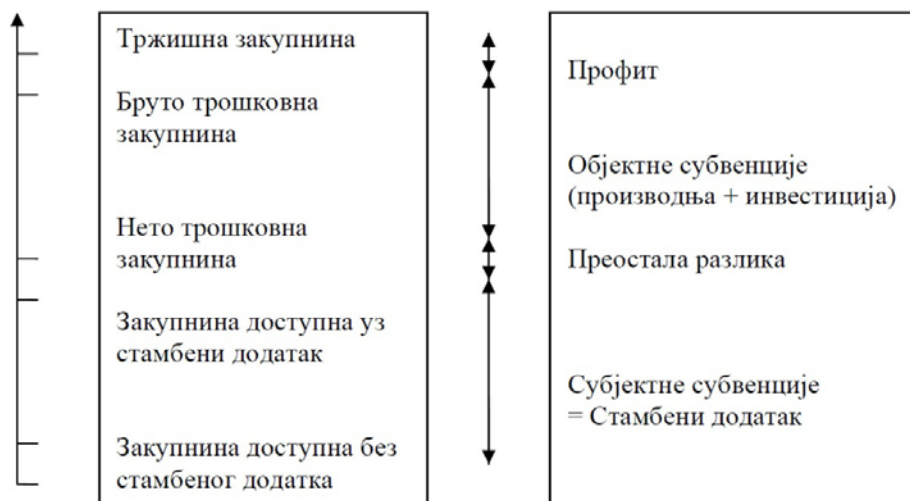 Тржишна закупнина
Бруто трошковна
закупнина
Нето трошковна
закупнина
Закупнина доступна уз
стамбени додатак
Закупнина доступна без
стамбеног додатка
Профит
Објектне субвенције
(производња + инвестиција)
Преостала разлика
Субјектне субвенције
= Стамбени додатак